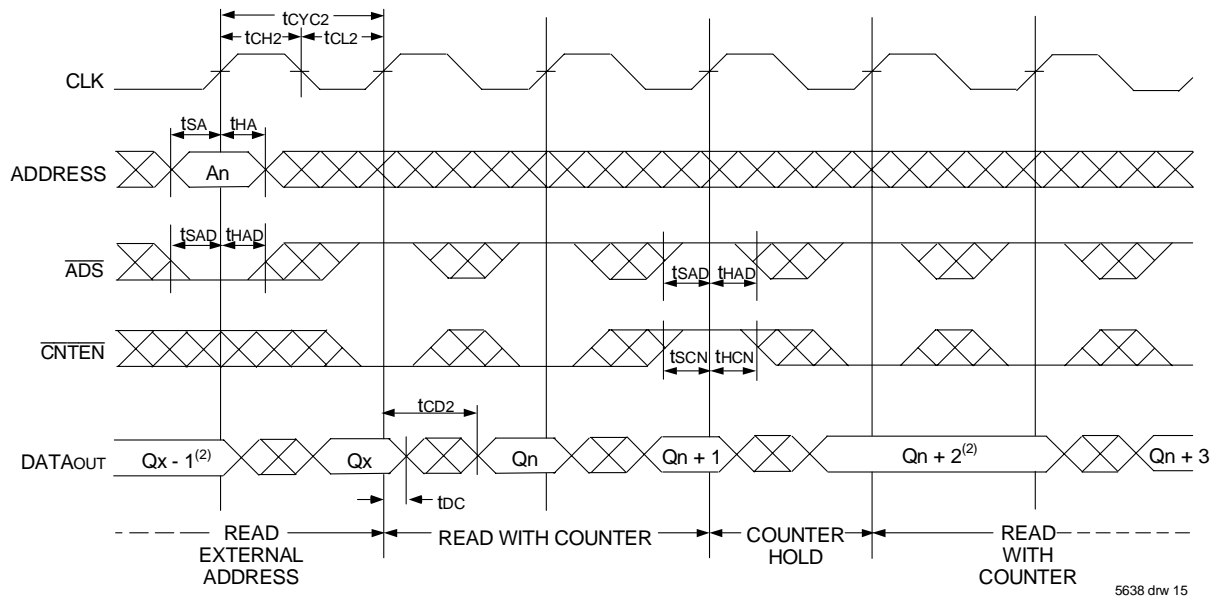 tCYC2
tCH2 tCL2
CLK
tSA tHA
ADDRESS An
tSAD tHAD
ADS
tSAD tHAD
CNTEN
tSCN tHCN
tCD2
DATAOUT Qx - 1(2) Qx Qn Qn + 1 Qn + 2(2) Qn + 3
tDC
READ EXTERNAL ADDRESS
READ WITH COUNTER
COUNTER HOLD
READ WITH COUNTER
5638 drw 15